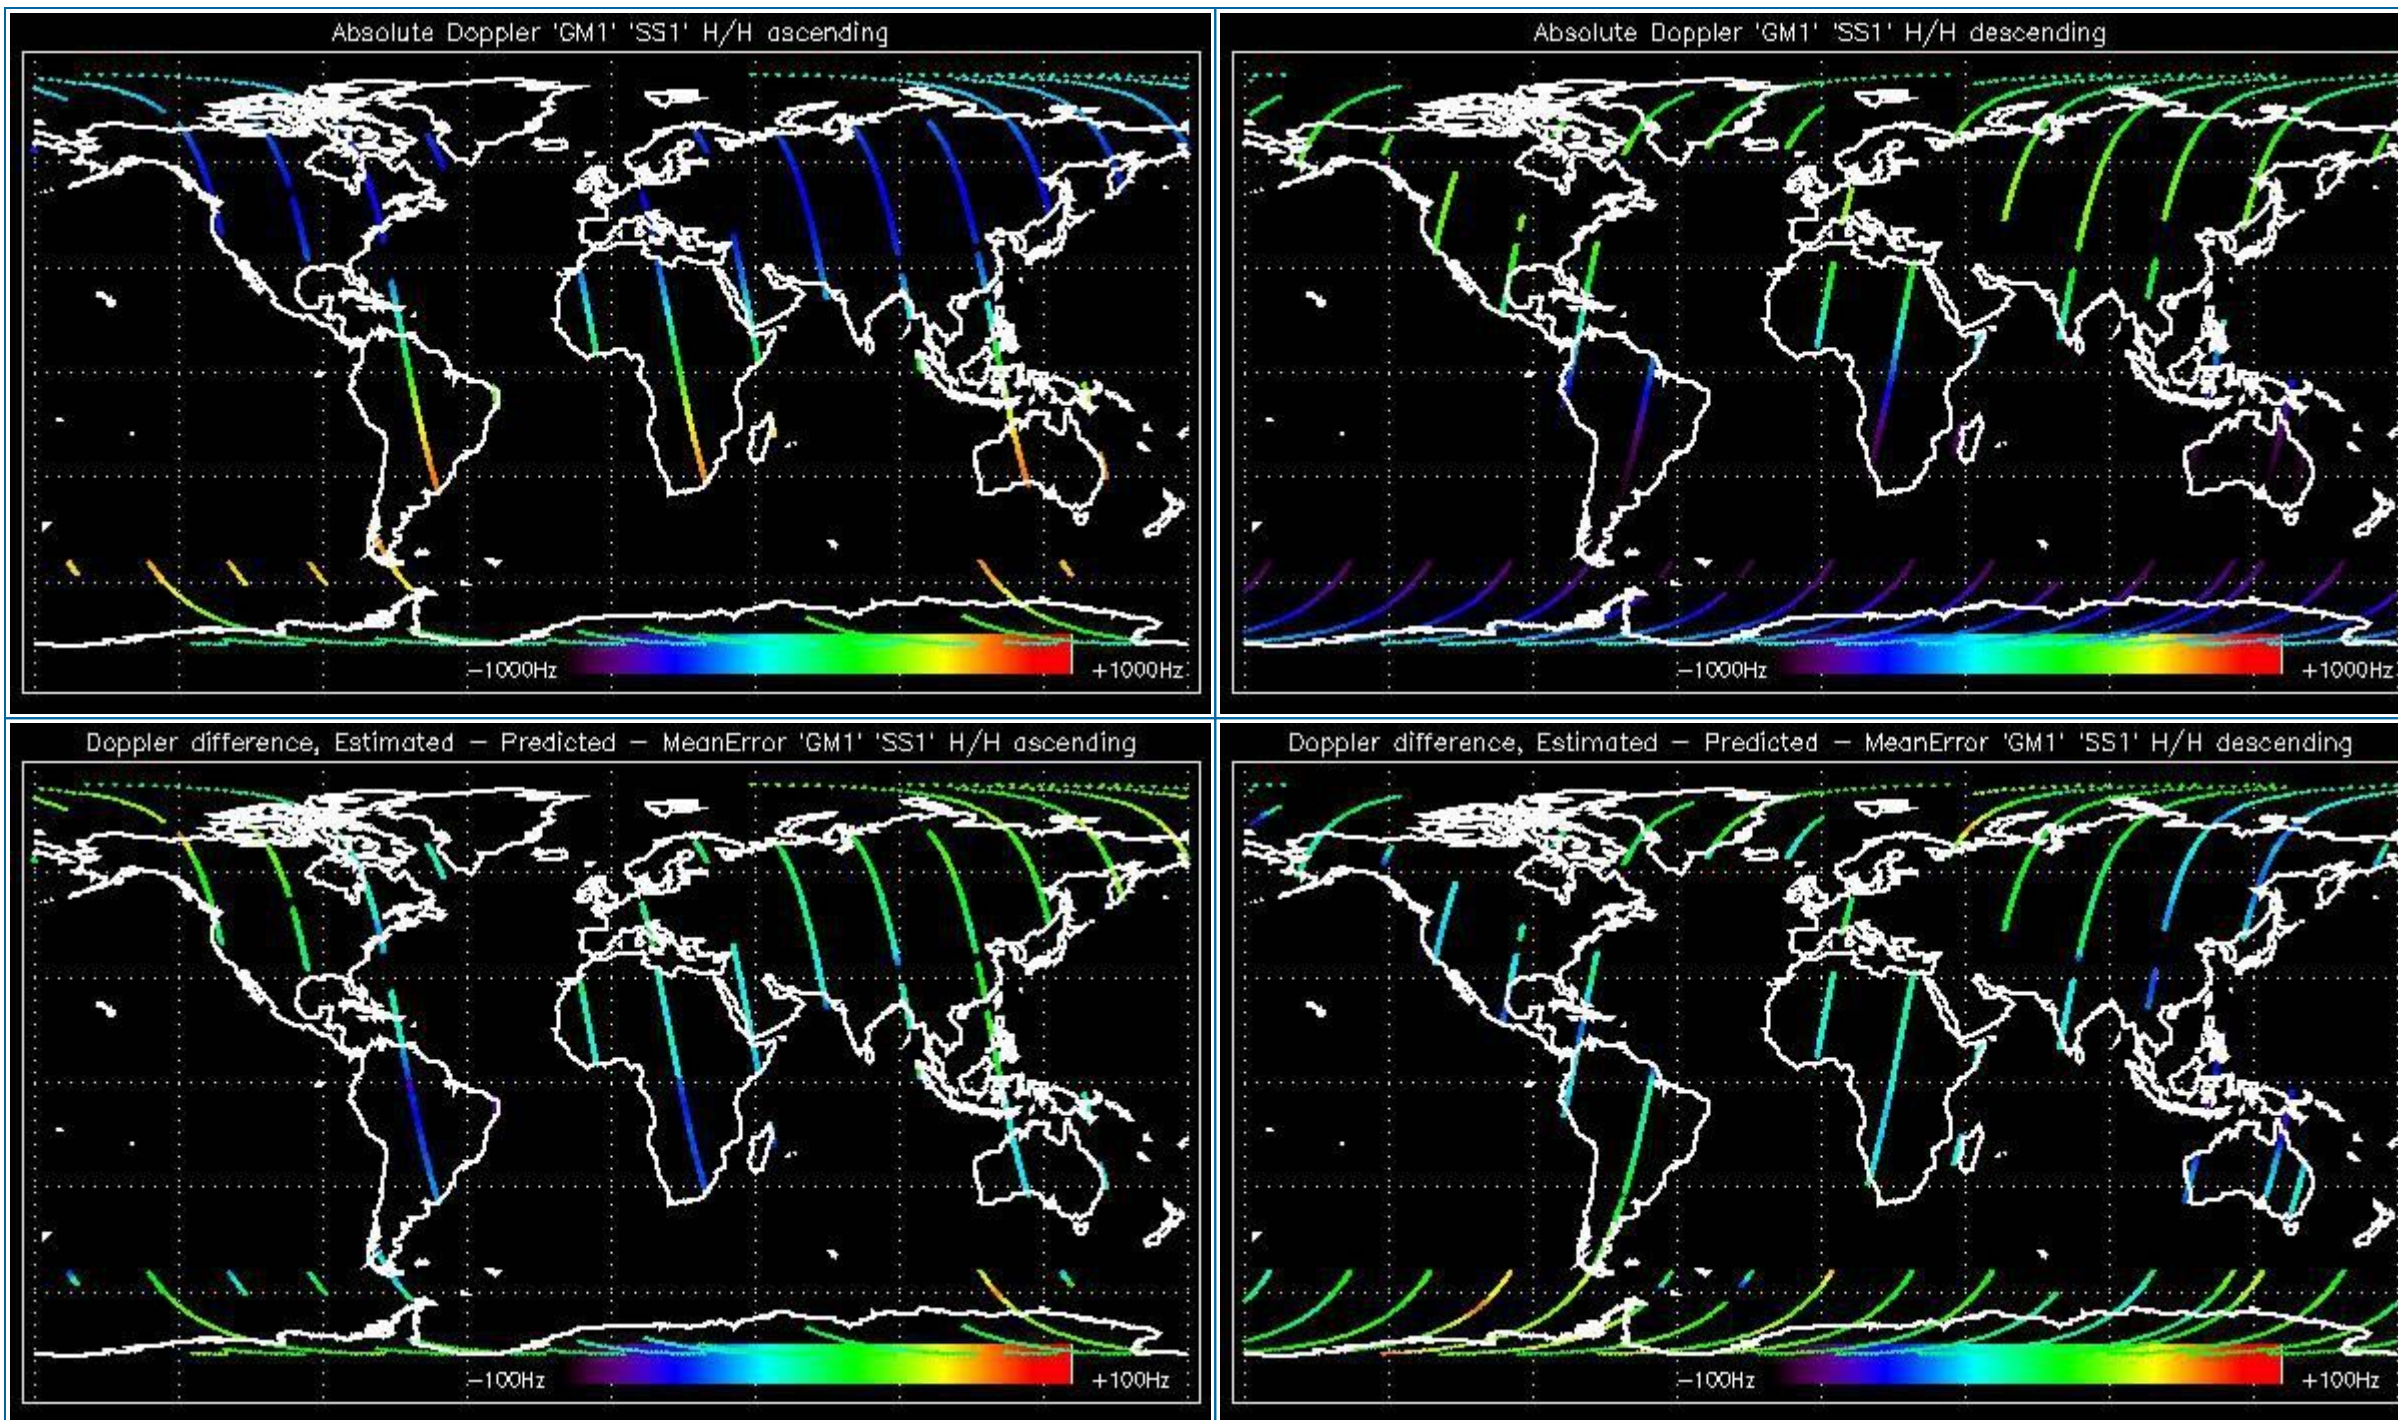 Absolute Doppler 'GM1' 'SS1' H/H ascending
−1000Hz
+1000Hz
Absolute Doppler 'GM1' 'SS1' H/H descending
−1000Hz
+1000Hz
Doppler difference, Estimated − Predicted − MeanError 'GM1' 'SS1' H/H ascending
−100Hz
+100Hz
Doppler difference, Estimated − Predicted − MeanError 'GM1' 'SS1' H/H descending
−100Hz
+100Hz